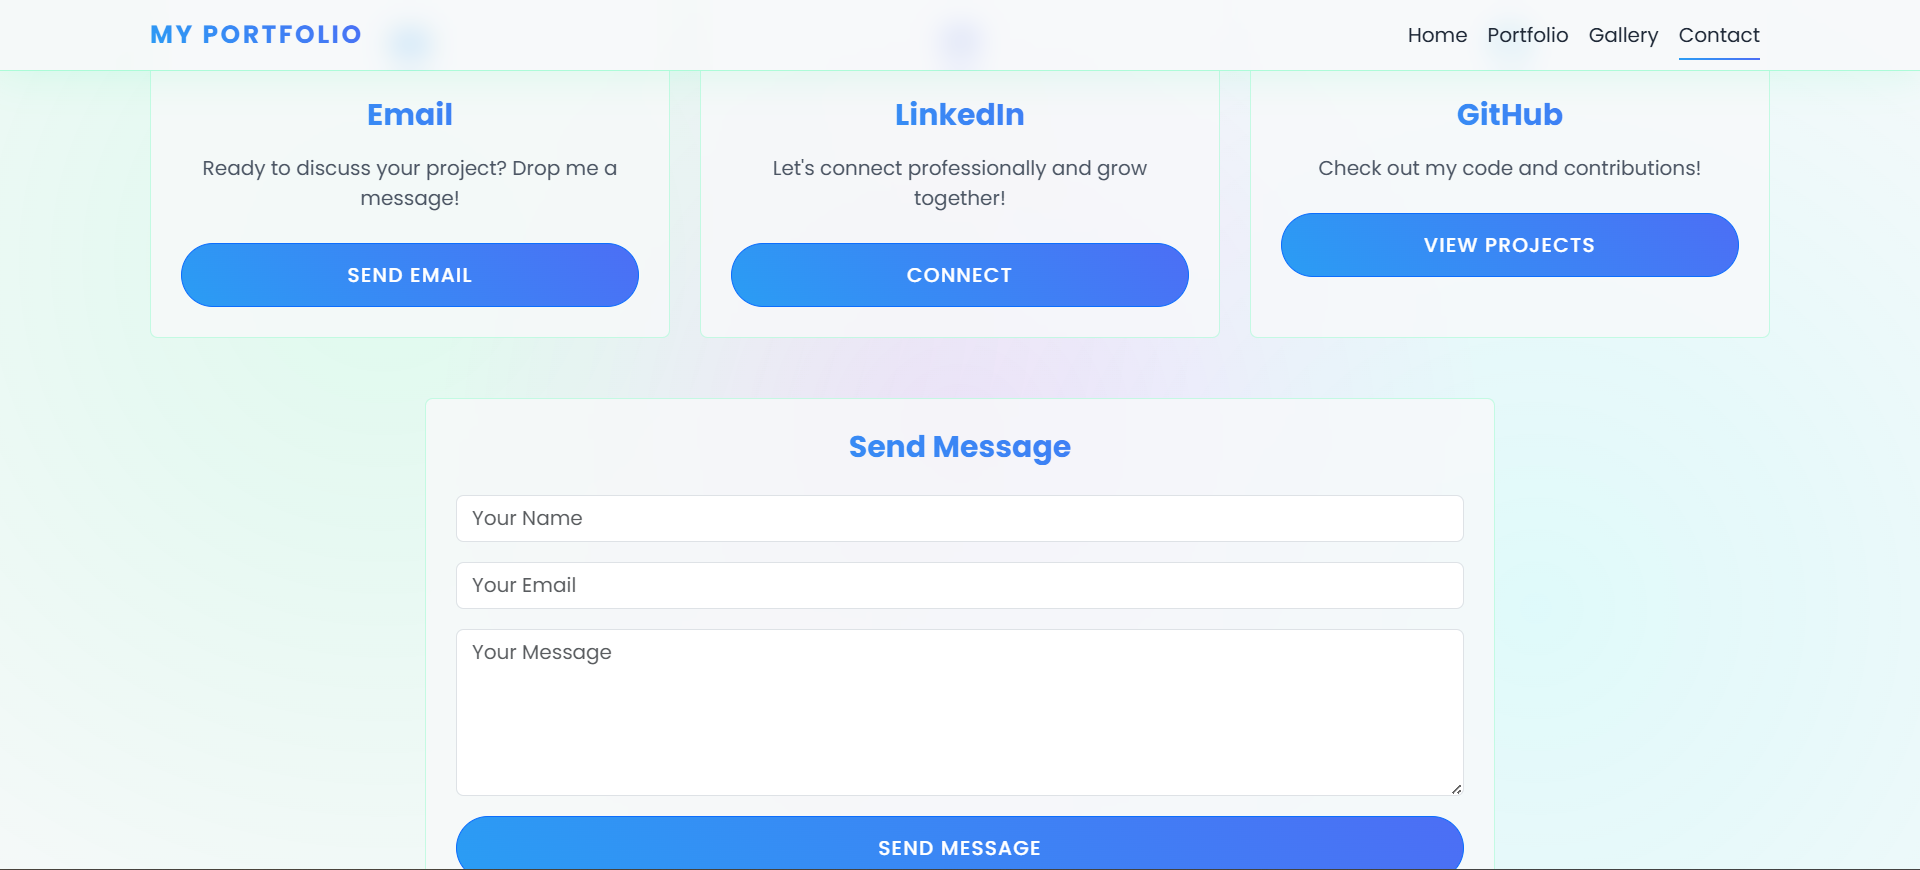 MY PORTFOLIO
Home Portfolio Gallery Contact
Email
Ready to discuss your project? Drop me a
message!
SEND EMAIL
LinkedIn
Let's connect professionally and grow
together!
CONNECT
GitHub
Check out my code and contributions!
VIEW PROJECTS
Send Message
Your Name
Your Email
Your Message
SEND MESSAGE